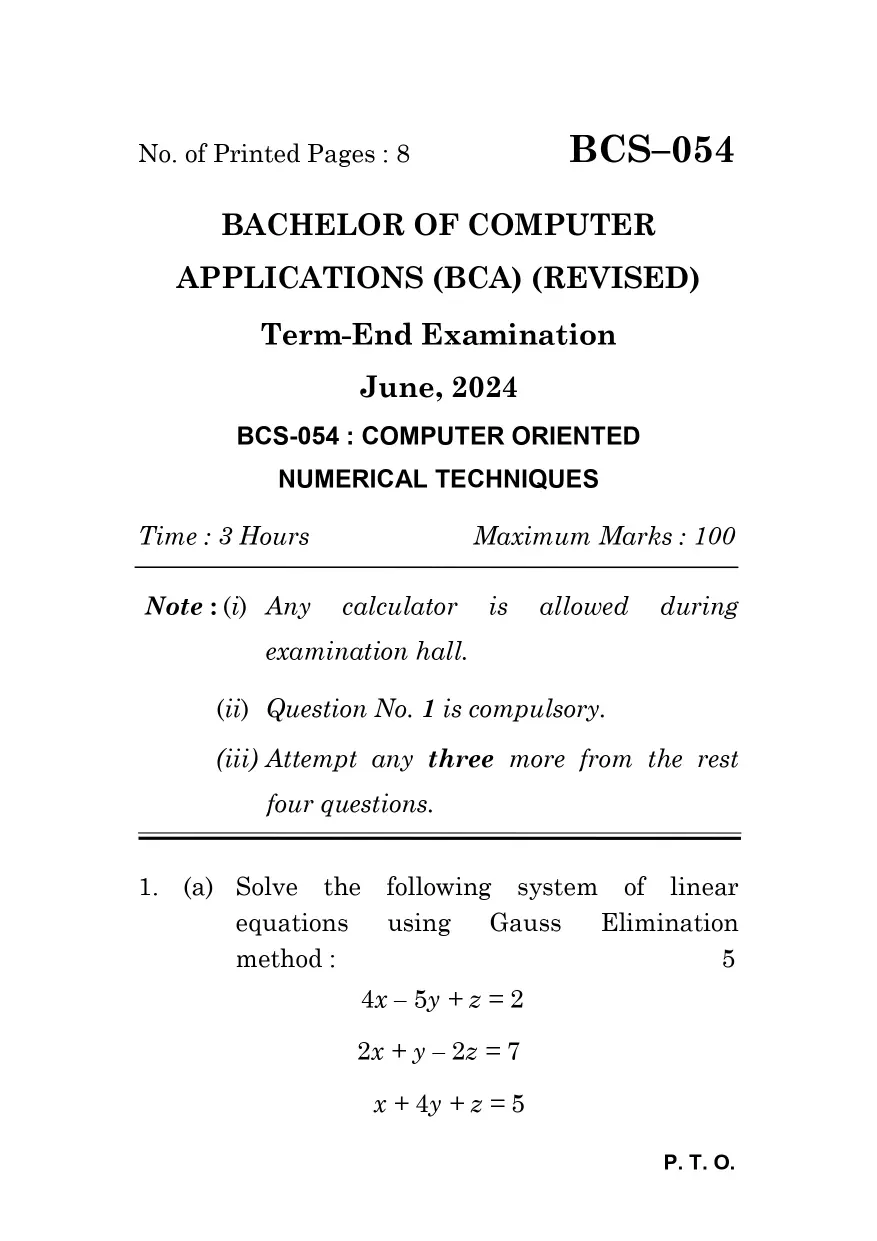 No. of Printed Pages : 8 BCS–054
BACHELOR OF COMPUTER
APPLICATIONS (BCA) (REVISED)
Term-End Examination
June, 2024
BCS-054 : COMPUTER ORIENTED
NUMERICAL TECHNIQUES
Time : 3 Hours Maximum Marks : 100
Note : (i) Any calculator is allowed during
examination hall.
(ii) Question No. 1 is compulsory.
(iii) Attempt any three more from the rest
four questions.
1. (a) Solve the following system of linear
equations using Gauss Elimination
method : 5
4x – 5y + z = 2
2x + y – 2z = 7
x + 4y + z = 5
P. T. O.